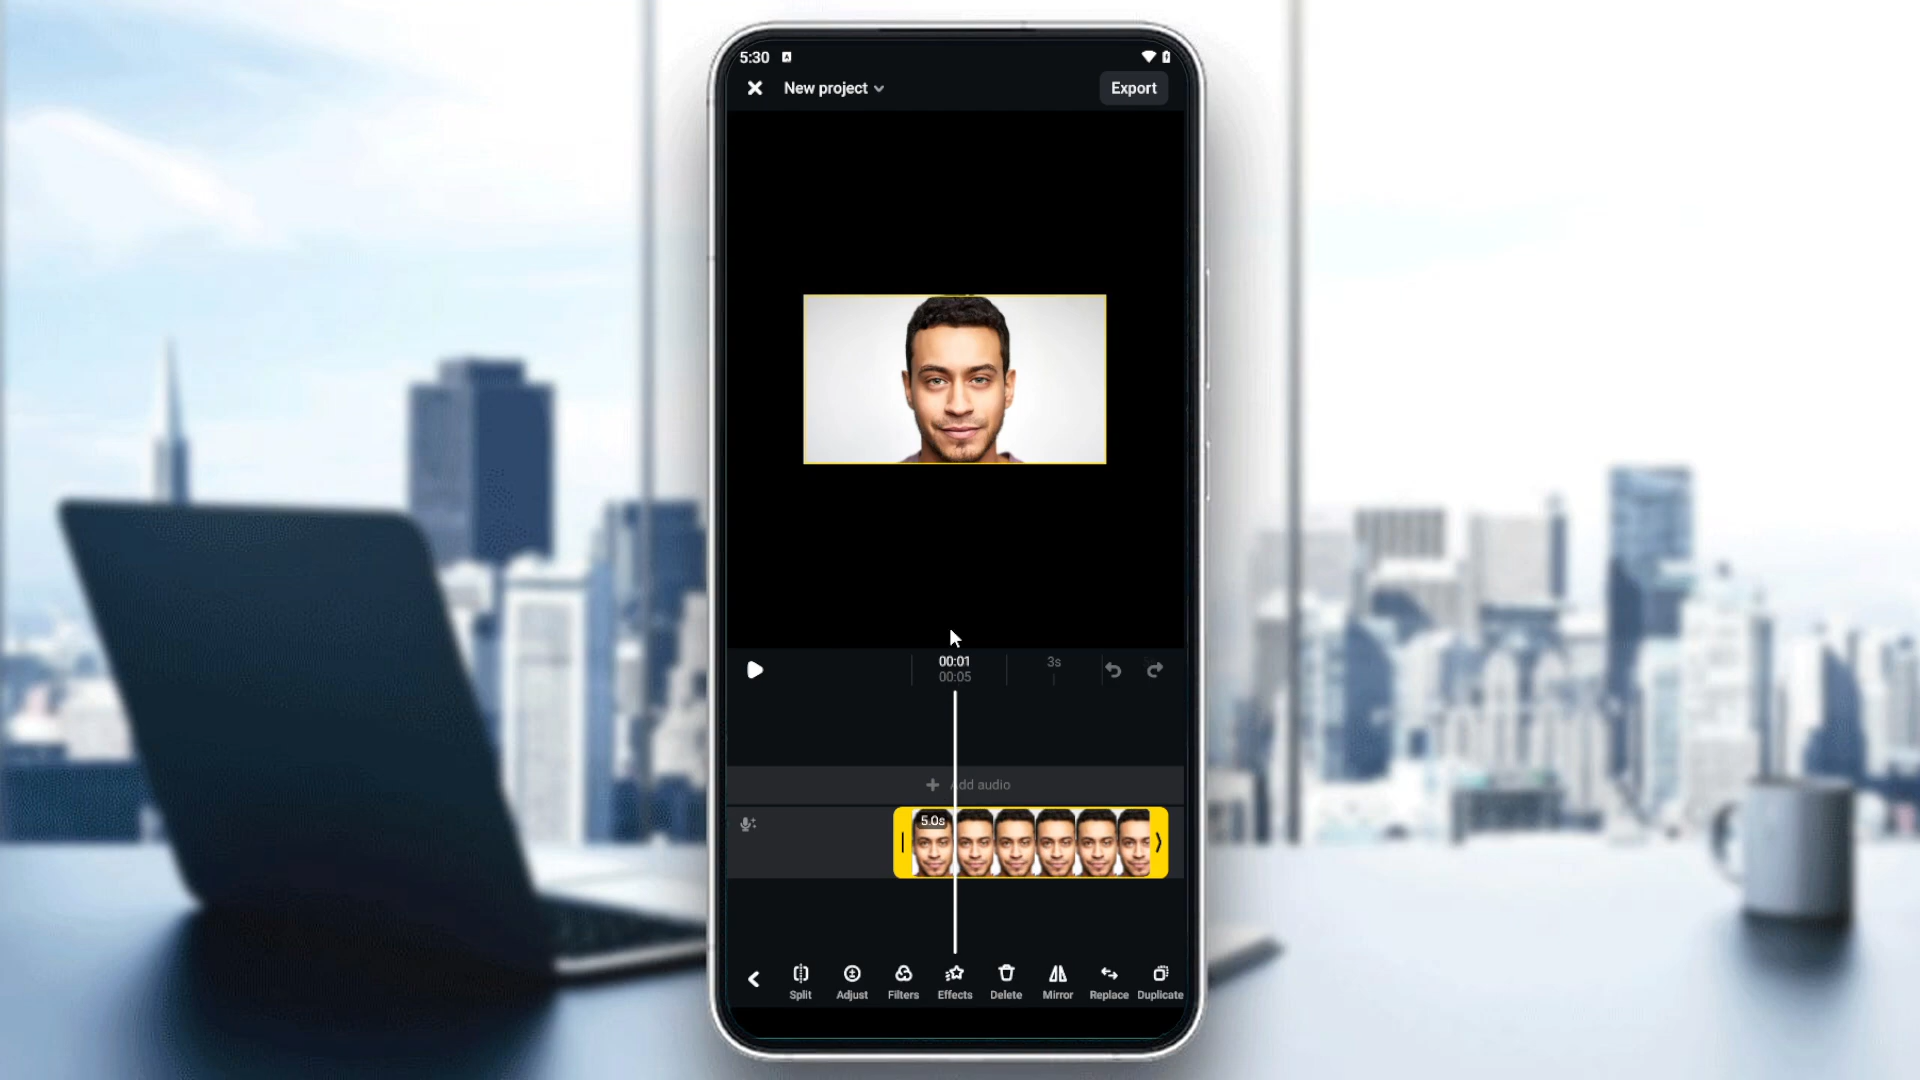 5:30
New project
Export
00:01
00:05
3s
Add audio
5.0s
Split
Adjust
Filters
Effects
Delete
Mirror
Replace
Duplicate